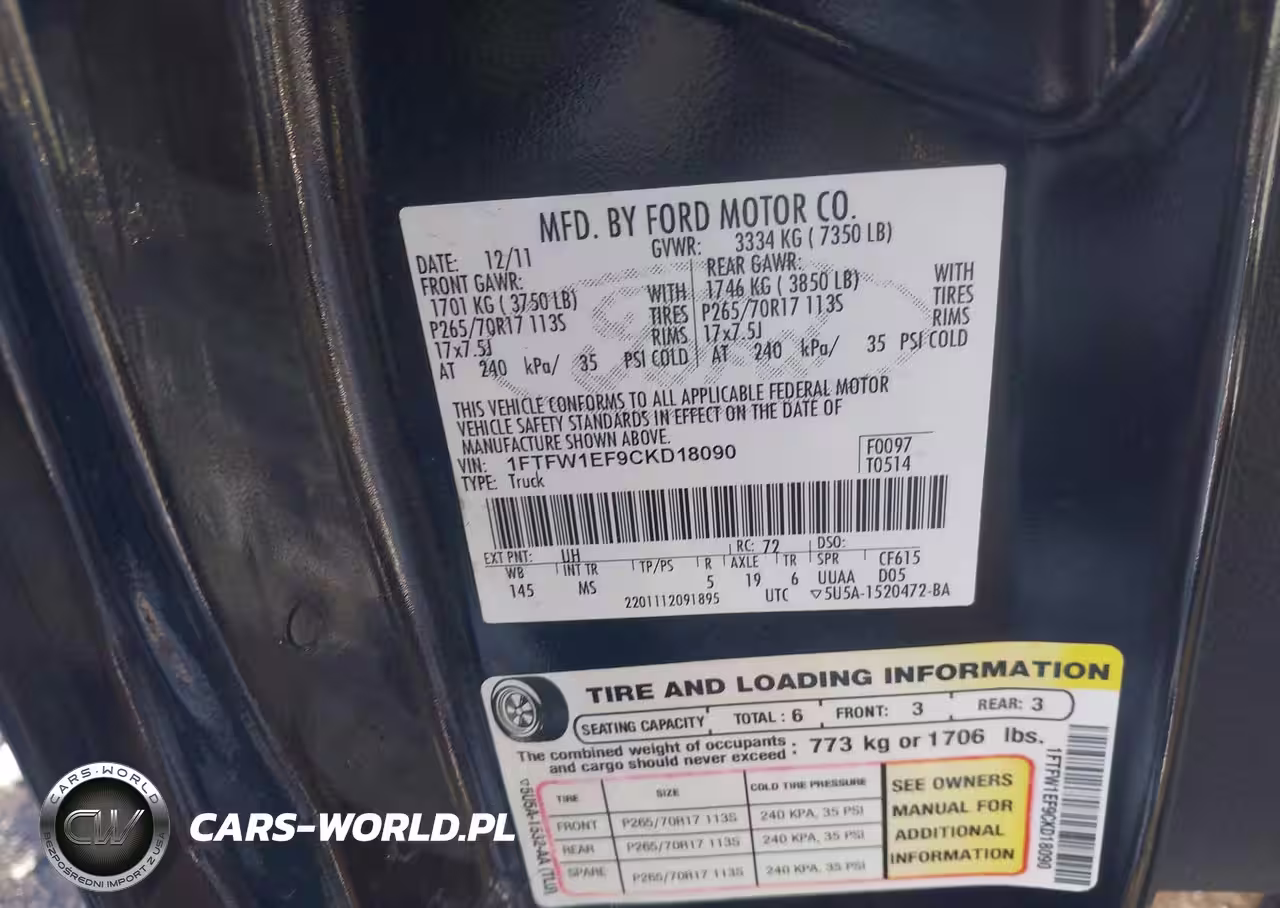 MFD. BY FORD MOTOR CO.
DATE: 12/11 GVWR: 3334 KG ( 7350 LB)
FRONT GAWR: REAR GAWR:
1701 KG ( 3750 LB) WITH 1746 KG ( 3850 LB) WITH
P265/70R17 113S TIRES P265/70R17 113S TIRES
17x7.5J RIMS 17x7.5J RIMS
AT 240 kPa/ 35 PSI COLD AT 240 kPa/ 35 PSI COLD
THIS VEHICLE CONFORMS TO ALL APPLICABLE FEDERAL MOTOR
VEHICLE SAFETY STANDARDS IN EFFECT ON THE DATE OF
MANUFACTURE SHOWN ABOVE.
VIN: 1FTFW1EF9CKD18090 F0097
TYPE: Truck T0514
EXT PNT: UH RC: 72 DSO:
WB INT TR TP/PS R AXLE TR SPR CF615
145 MS 5 19 6 UUAA D05
2201112091895 UTC ▽5U5A-1520472-BA
TIRE AND LOADING INFORMATION
SEATING CAPACITY TOTAL : 6 FRONT: 3 REAR: 3
The combined weight of occupants
and cargo should never exceed : 773 kg or 1706 lbs.
TIRE SIZE COLD TIRE PRESSURE
FRONT P265/70R17 113S 240 KPA, 35 PSI
REAR P265/70R17 113S 240 KPA, 35 PSI
SPARE P265/70R17 113S 240 KPA, 35 PSI
SEE OWNERS
MANUAL FOR
ADDITIONAL
INFORMATION
1FTFW1EF9CKD18090
CARS-WORLD
CW
BEZPOŚREDNI IMPORT Z USA
CARS-WORLD.PL